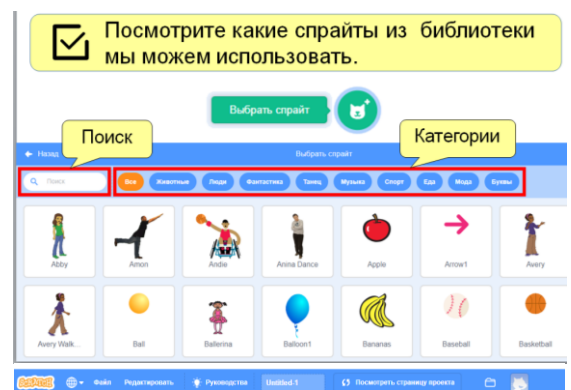 Посмотрите какие спрайты из библиотеки
мы можем использовать.
Выбрать спрайт
Поиск
Категории
Назад
Выбрать спрайт
Поиск
Все Животные Люди Фантастика Танец Музыка Спорт Еда Мода Буквы
Abby Amon Andie Anina Dance Apple Arrow1 Avery
Avery Walk... Ball Ballerina Balloon1 Bananas Baseball Basketball
SCRATCH Файл Редактировать Руководства Untitled-1 Посмотреть страницу проекта